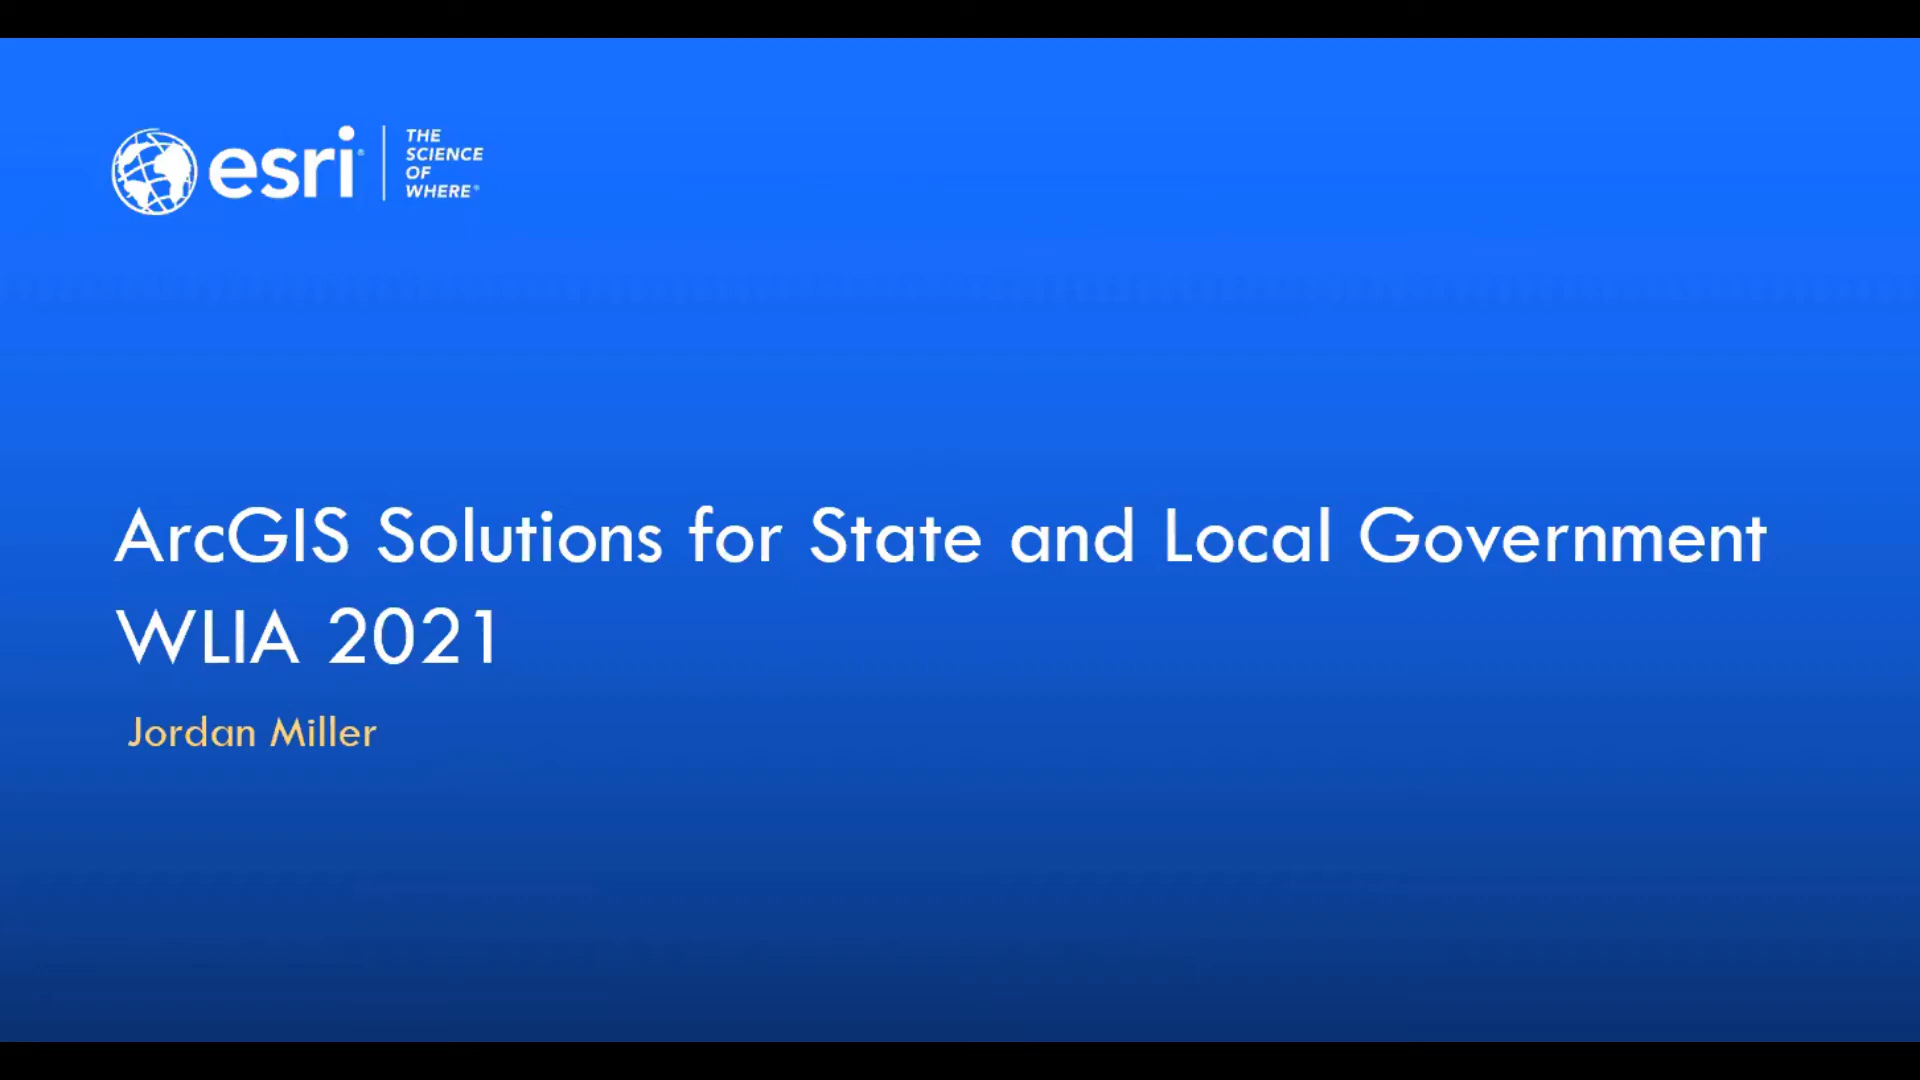 esri
THE
SCIENCE
OF
WHERE®
ArcGIS Solutions for State and Local Government
WLIA 2021
Jordan Miller